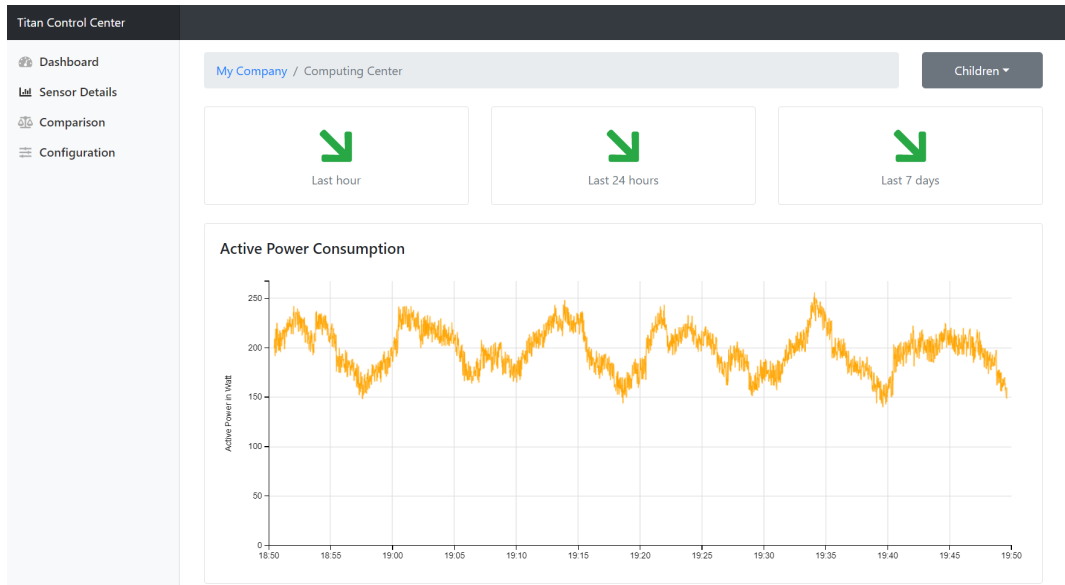 Titan Control Center
Dashboard
Sensor Details
Comparison
Configuration
My Company / Computing Center
Children
Last hour
Last 24 hours
Last 7 days
Active Power Consumption
Active Power in Watt
250
200
150
100
50
0
18:50 18:55 19:00 19:05 19:10 19:15 19:20 19:25 19:30 19:35 19:40 19:45 19:50